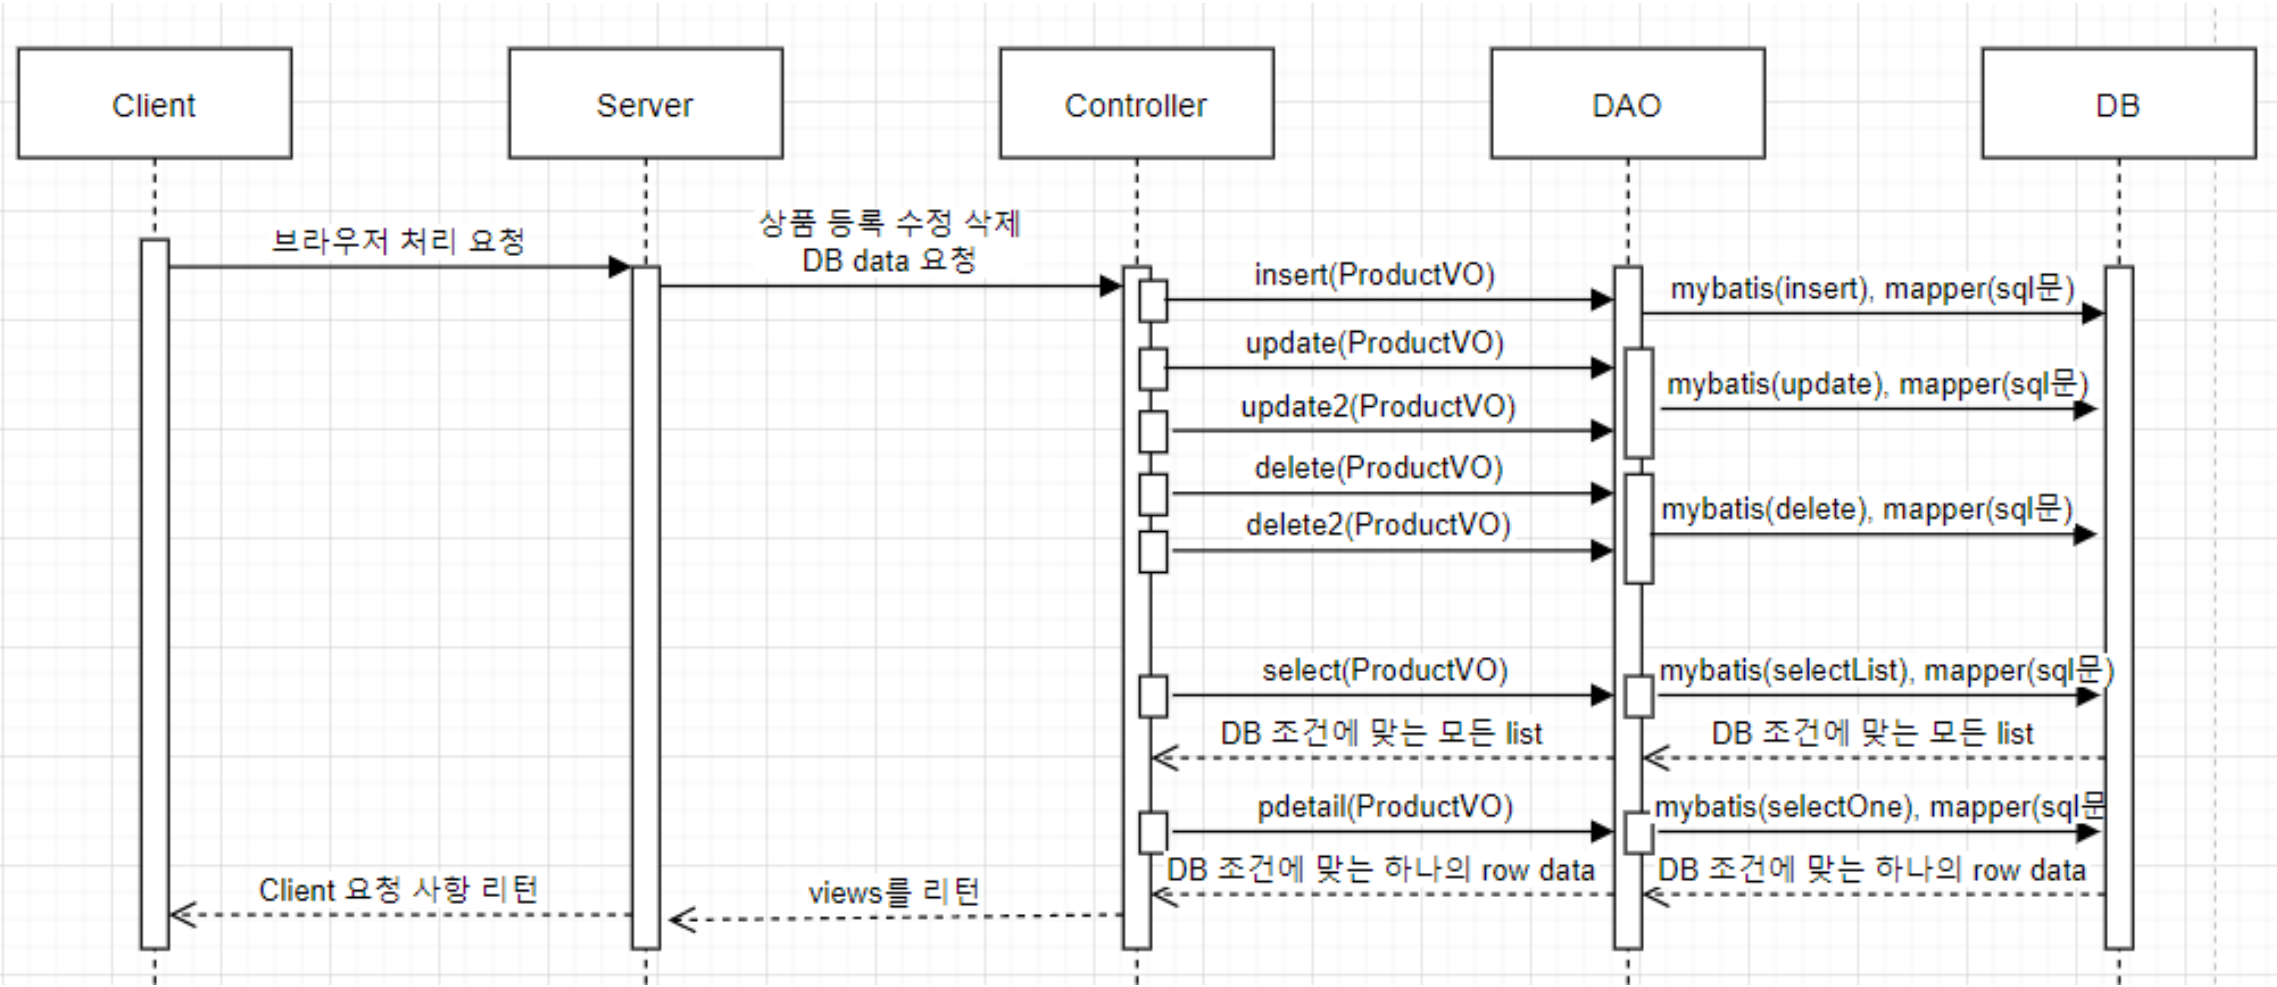 Client
Server
Controller
DAO
DB
브라우저 처리 요청
상품 등록 수정 삭제
DB data 요청
insert(ProductVO)
mybatis(insert), mapper(sql문)
update(ProductVO)
mybatis(update), mapper(sql문)
update2(ProductVO)
delete(ProductVO)
mybatis(delete), mapper(sql문)
delete2(ProductVO)
select(ProductVO)
mybatis(selectList), mapper(sql문)
DB 조건에 맞는 모든 list
DB 조건에 맞는 모든 list
pdetail(ProductVO)
mybatis(selectOne), mapper(sql문
DB 조건에 맞는 하나의 row data
DB 조건에 맞는 하나의 row data
Client 요청 사항 리턴
views를 리턴